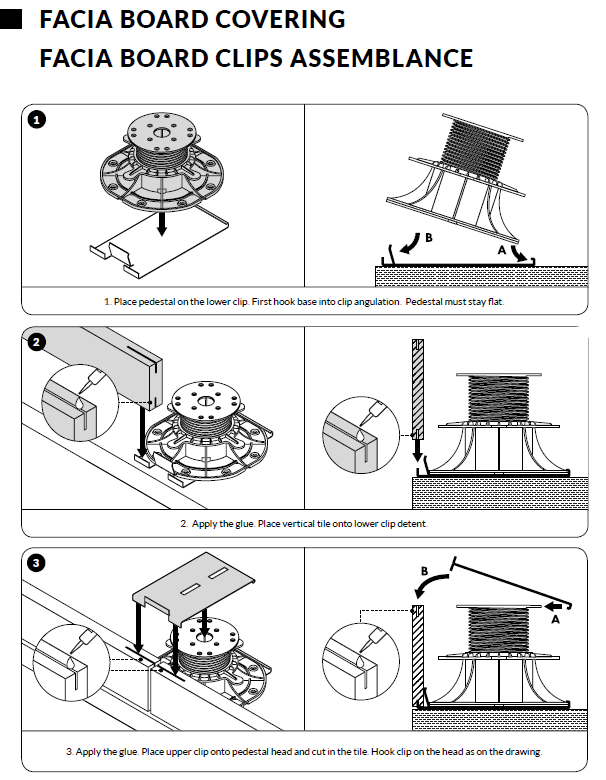 FACIA BOARD COVERING
FACIA BOARD CLIPS ASSEMBLANCE
1
B
A
1. Place pedestal on the lower clip. First hook base into clip angulation. Pedestal must stay flat.
2
2. Apply the glue. Place vertical tile onto lower clip detent.
3
B
A
3. Apply the glue. Place upper clip onto pedestal head and cut in the tile. Hook clip on the head as on the drawing.